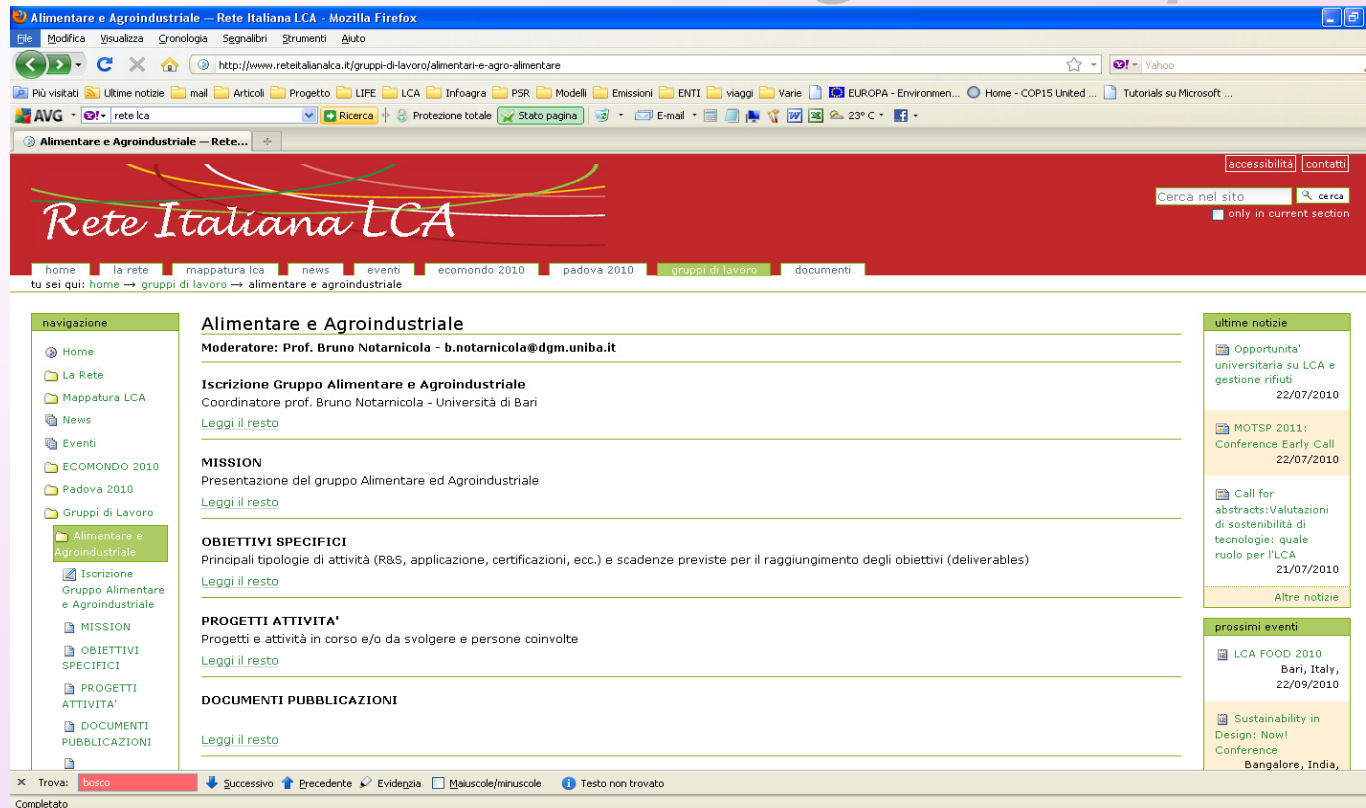 Alimentare e Agroindustriale — Rete Italiana LCA - Mozilla Firefox
File Modifica Visualizza Cronologia Segnalibri Strumenti Aiuto
http://www.reteitalianalca.it/gruppi-di-lavoro/alimentari-e-agro-alimentare Yahoo
Più visitati Ultime notizie mail Articoli Progetto LIFE LCA Infoagra PSR Modelli Emissioni ENTI viaggi Varie EUROPA - Environmen... Home - COP15 United ... Tutorials su Microsoft ...
AVG rete lca Ricerca Protezione totale Stato pagina E-mail 23° C
Alimentare e Agroindustriale — Rete...
accessibilità contatti
Rete Italiana LCA
Cerca nel sito cerca
only in current section
home la rete mappatura lca news eventi ecomondo 2010 padova 2010 gruppi di lavoro documenti
tu sei qui: home → gruppi di lavoro → alimentare e agroindustriale
navigazione
Home
La Rete
Mappatura LCA
News
Eventi
ECOMONDO 2010
Padova 2010
Gruppi di Lavoro
Alimentare e
Agroindustriale
Iscrizione
Gruppo Alimentare
e Agroindustriale
MISSION
OBIETTIVI
SPECIFICI
PROGETTI
ATTIVITA'
DOCUMENTI
PUBBLICAZIONI
Alimentare e Agroindustriale
Moderatore: Prof. Bruno Notarnicola - b.notarnicola@dgm.uniba.it
Iscrizione Gruppo Alimentare e Agroindustriale
Coordinatore prof. Bruno Notarnicola - Università di Bari
Leggi il resto
MISSION
Presentazione del gruppo Alimentare ed Agroindustriale
Leggi il resto
OBIETTIVI SPECIFICI
Principali tipologie di attività (R&S, applicazione, certificazioni, ecc.) e scadenze previste per il raggiungimento degli obiettivi (deliverables)
Leggi il resto
PROGETTI ATTIVITA'
Progetti e attività in corso e/o da svolgere e persone coinvolte
Leggi il resto
DOCUMENTI PUBBLICAZIONI
Leggi il resto
ultime notizie
Opportunita'
universitaria su LCA e
gestione rifiuti
22/07/2010
MOTSP 2011:
Conference Early Call
22/07/2010
Call for
abstracts:Valutazioni
di sostenibilità di
tecnologie: quale
ruolo per l'LCA
21/07/2010
Altre notizie
prossimi eventi
LCA FOOD 2010
Bari, Italy,
22/09/2010
Sustainability in
Design: Now!
Conference
Bangalore, India,
Trova: bosco Successivo Precedente Evidenzia Maiuscole/minuscole Testo non trovato
Completato